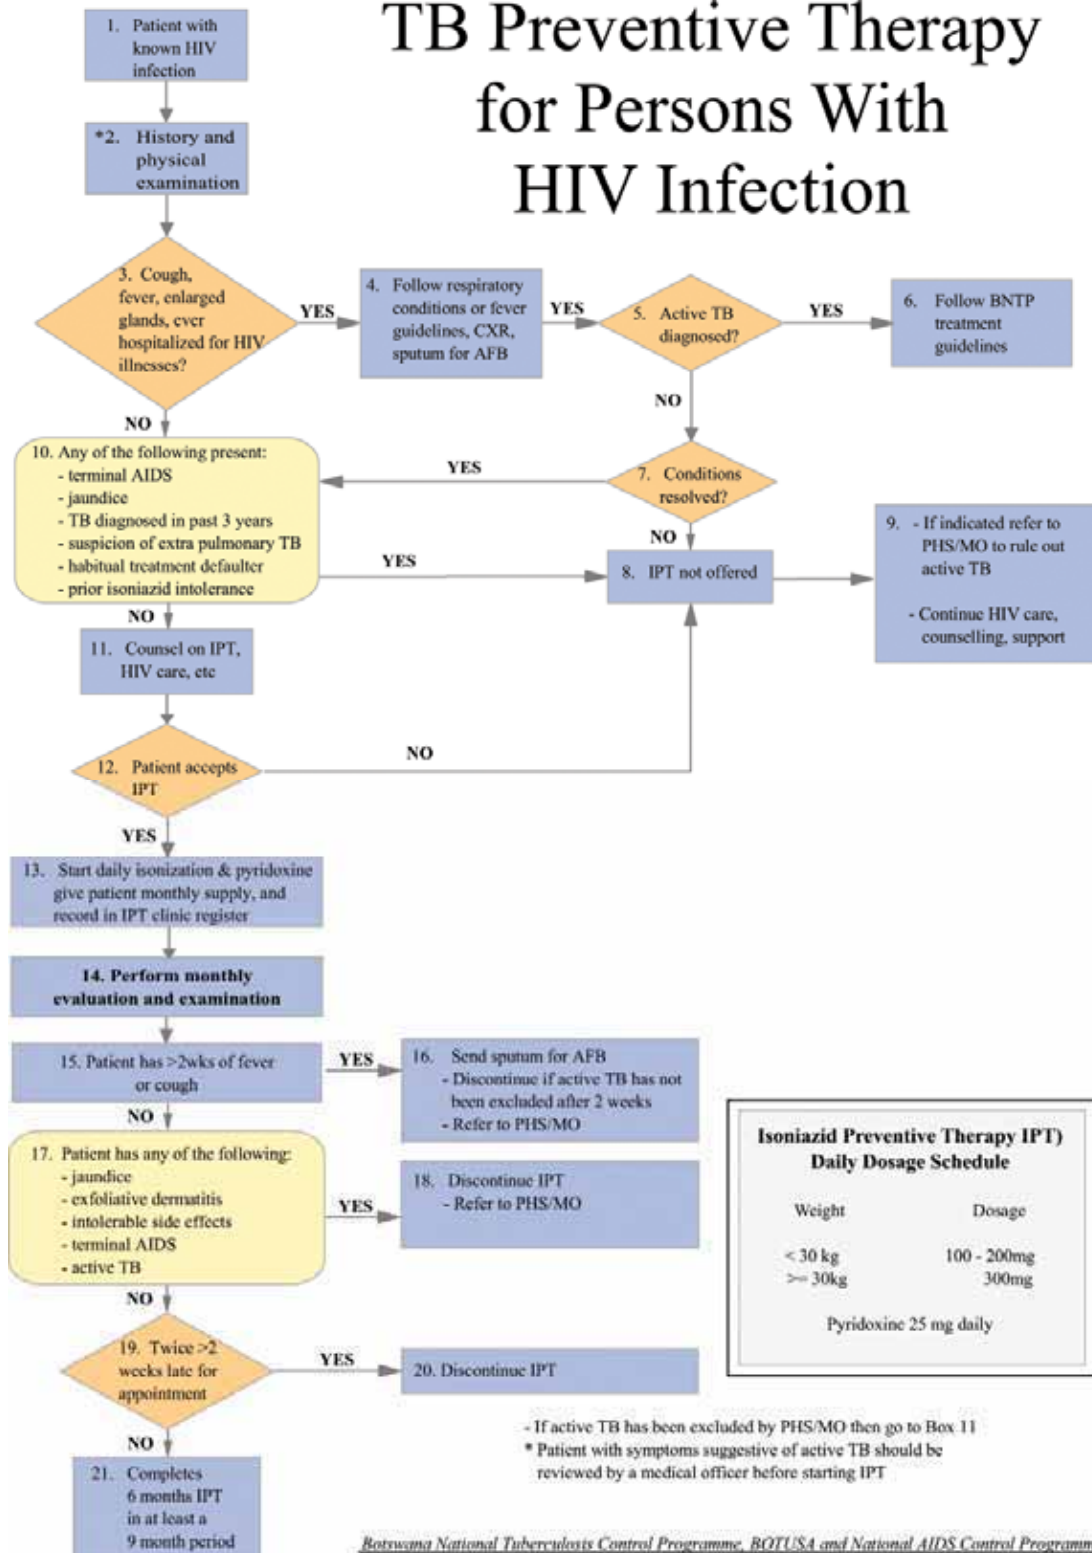 TB Preventive Therapy
for Persons With
HIV Infection
1. Patient with
known HIV
infection
*2. History and
physical
examination
3. Cough,
fever, enlarged
glands, ever
hospitalized for HIV
illnesses?
YES
4. Follow respiratory
conditions or fever
guidelines, CXR,
sputum for AFB
YES
5. Active TB
diagnosed?
YES
6. Follow BNTP
treatment
guidelines
NO
NO
7. Conditions
resolved?
YES
NO
8. IPT not offered
9. - If indicated refer to
PHS/MO to rule out
active TB
- Continue HIV care,
counselling, support
10. Any of the following present:
- terminal AIDS
- jaundice
- TB diagnosed in past 3 years
- suspicion of extra pulmonary TB
- habitual treatment defaulter
- prior isoniazid intolerance
YES
NO
11. Counsel on IPT,
HIV care, etc
12. Patient accepts
IPT
NO
YES
13. Start daily isonization & pyridoxine
give patient monthly supply, and
record in IPT clinic register
14. Perform monthly
evaluation and examination
15. Patient has >2wks of fever
or cough
YES
16. Send sputum for AFB
- Discontinue if active TB has not
been excluded after 2 weeks
- Refer to PHS/MO
NO
17. Patient has any of the following:
- jaundice
- exfoliative dermatitis
- intolerable side effects
- terminal AIDS
- active TB
YES
18. Discontinue IPT
- Refer to PHS/MO
NO
19. Twice >2
weeks late for
appointment
YES
20. Discontinue IPT
NO
21. Completes
6 months IPT
in at least a
9 month period
Isoniazid Preventive Therapy IPT)
Daily Dosage Schedule
Weight Dosage
< 30 kg 100 - 200mg
>= 30kg 300mg
Pyridoxine 25 mg daily
- If active TB has been excluded by PHS/MO then go to Box 11
* Patient with symptoms suggestive of active TB should be
reviewed by a medical officer before starting IPT
Botswana National Tuberculosis Control Programme, BOTUSA and National AIDS Control Programme